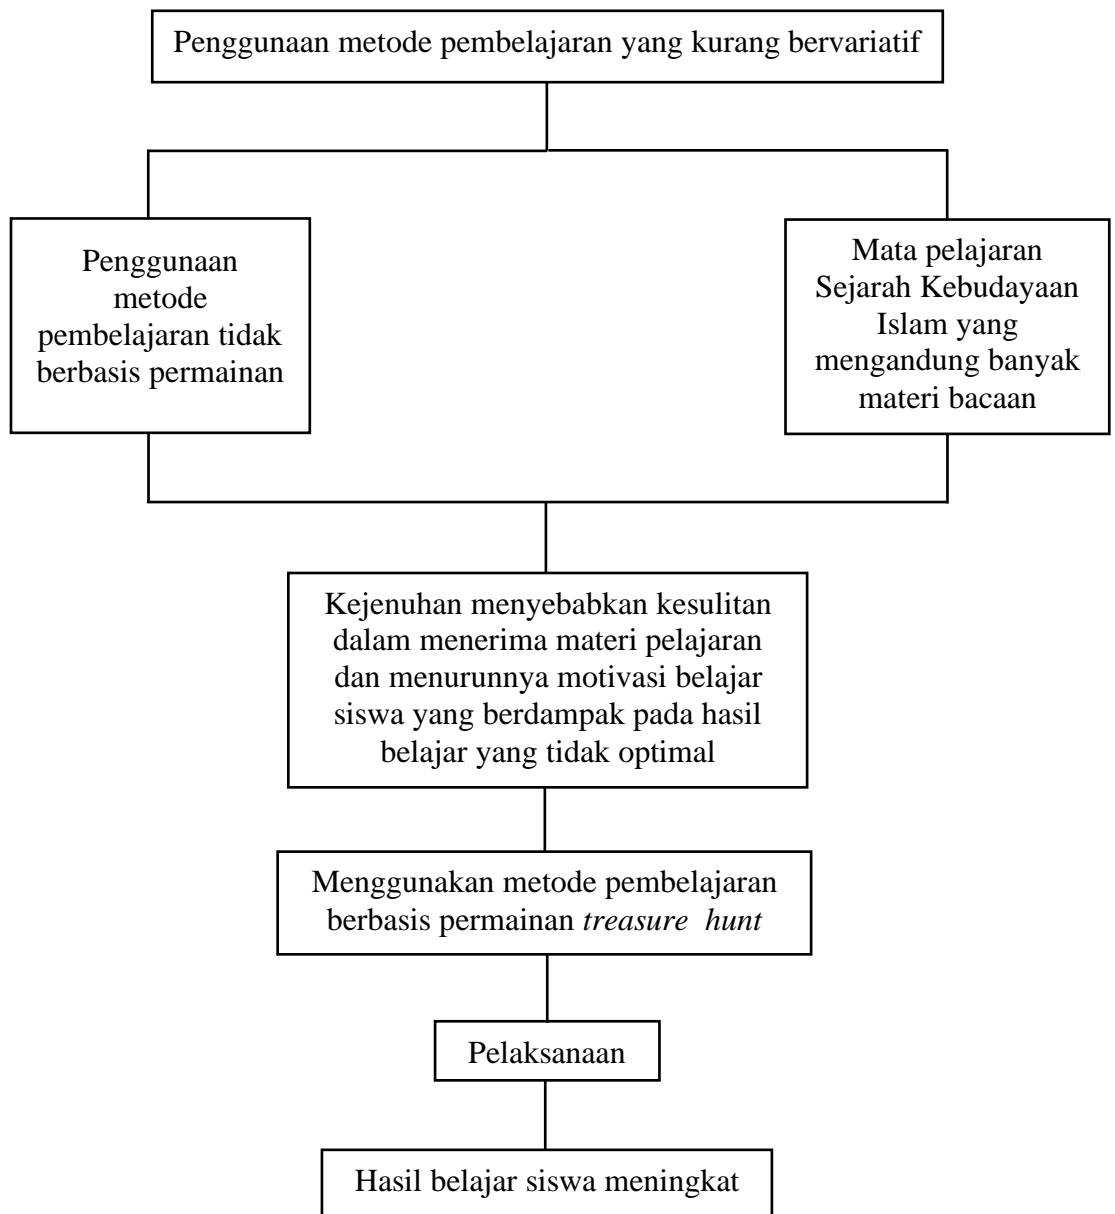 Penggunaan metode pembelajaran yang kurang bervariatif
Penggunaan
metode
pembelajaran tidak
berbasis permainan
Mata pelajaran
Sejarah Kebudayaan
Islam yang
mengandung banyak
materi bacaan
Kejenuhan menyebabkan kesulitan
dalam menerima materi pelajaran
dan menurunnya motivasi belajar
siswa yang berdampak pada hasil
belajar yang tidak optimal
Menggunakan metode pembelajaran
berbasis permainan treasure hunt
Pelaksanaan
Hasil belajar siswa meningkat